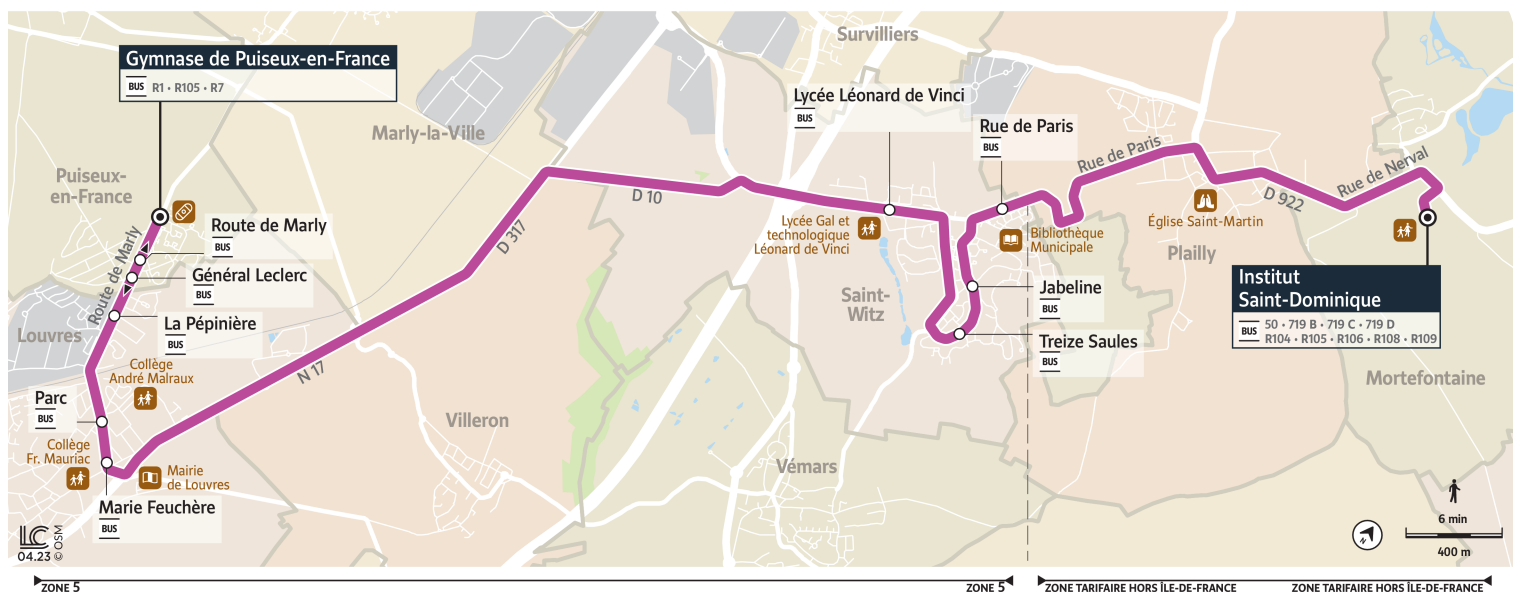 Gymnase de Puiseux-en-France
BUS R1 • R105 • R7
Survilliers
Lycée Léonard de Vinci
BUS
Marly-la-Ville
Rue de Paris
BUS
Rue de Paris
Rue de Nerval
Puiseux-
en-France
D 10
D 922
Route de Marly
BUS
Route de Marly
Lycée Gal et
technologique
Léonard de Vinci
Bibliothèque
Municipale
Église Saint-Martin
D 317
Plailly
Général Leclerc
BUS
Institut
Saint-Dominique
BUS 50 • 719 B • 719 C • 719 D
R104 • R105 • R106 • R108 • R109
Jabeline
BUS
Saint-
Witz
La Pépinière
BUS
Louvres
Treize Saules
BUS
Collège
André Malraux
N 17
Mortefontaine
Parc
BUS
Villeron
Collège
Fr. Mauriac
Mairie
de Louvres
Vémars
Marie Feuchère
BUS
LC
04.23 © OSM
N
6 min
400 m
ZONE 5
ZONE 5
ZONE TARIFAIRE HORS ÎLE-DE-FRANCE
ZONE TARIFAIRE HORS ÎLE-DE-FRANCE